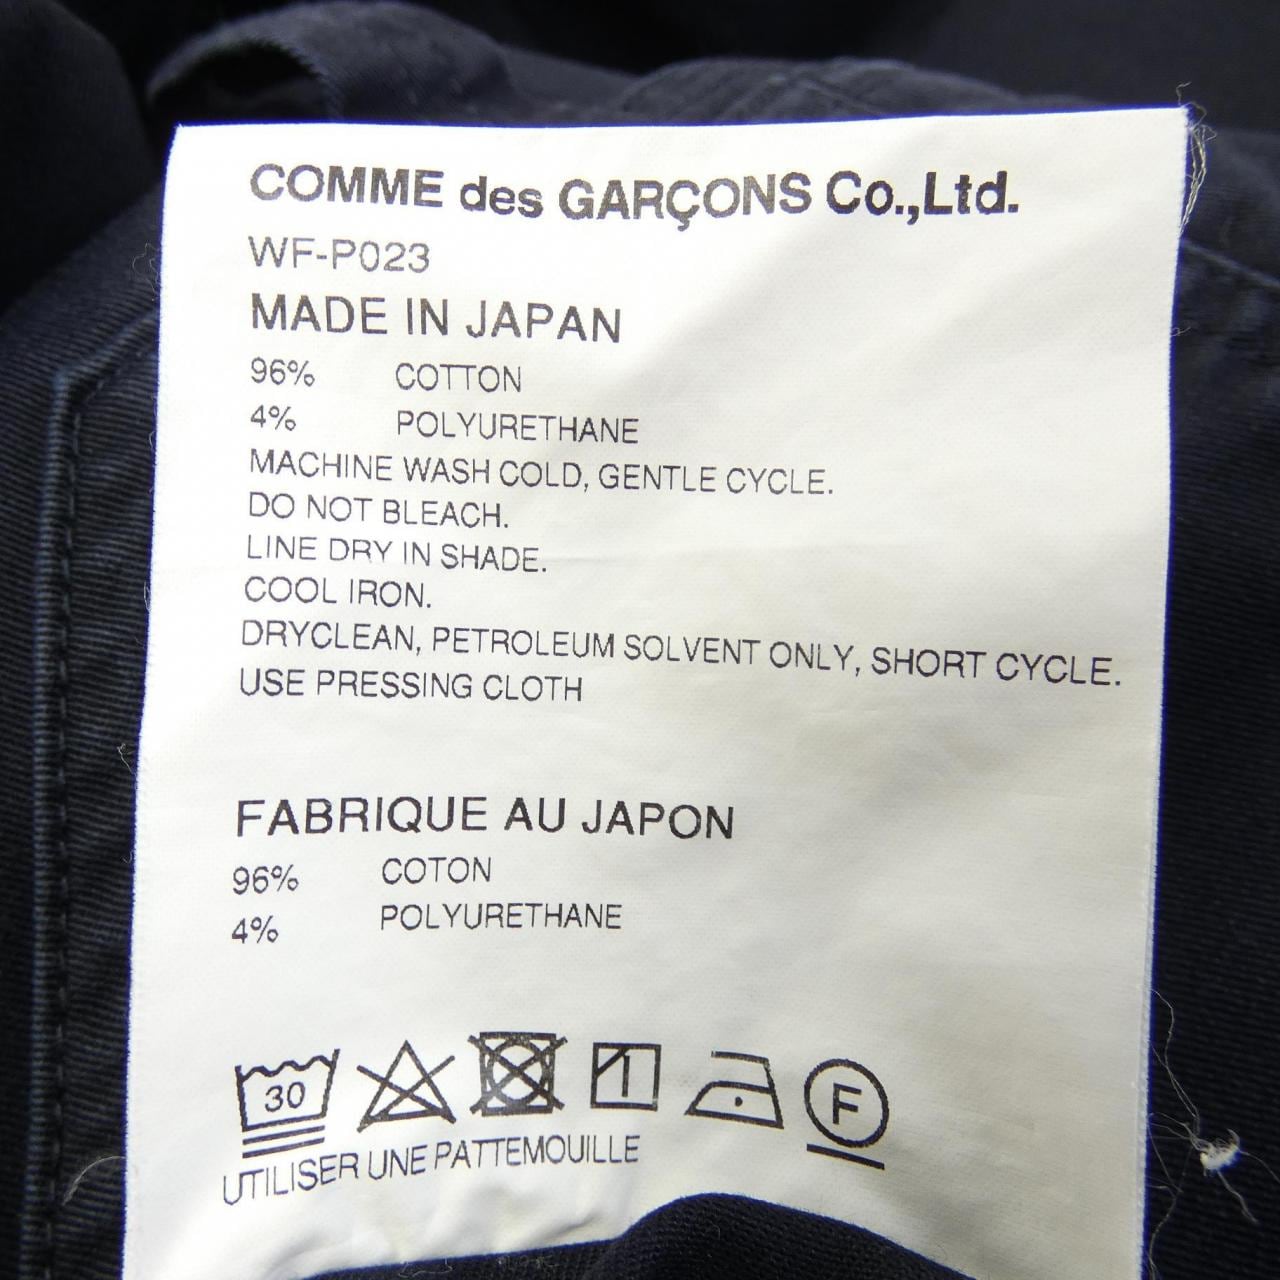 COMME des GARÇONS Co.,Ltd.
WF-P023
MADE IN JAPAN
96% COTTON
4% POLYURETHANE
MACHINE WASH COLD, GENTLE CYCLE.
DO NOT BLEACH.
LINE DRY IN SHADE.
COOL IRON.
DRYCLEAN, PETROLEUM SOLVENT ONLY, SHORT CYCLE.
USE PRESSING CLOTH
FABRIQUE AU JAPON
96% COTON
4% POLYURETHANE
30 F
UTILISER UNE PATTEMOUILLE